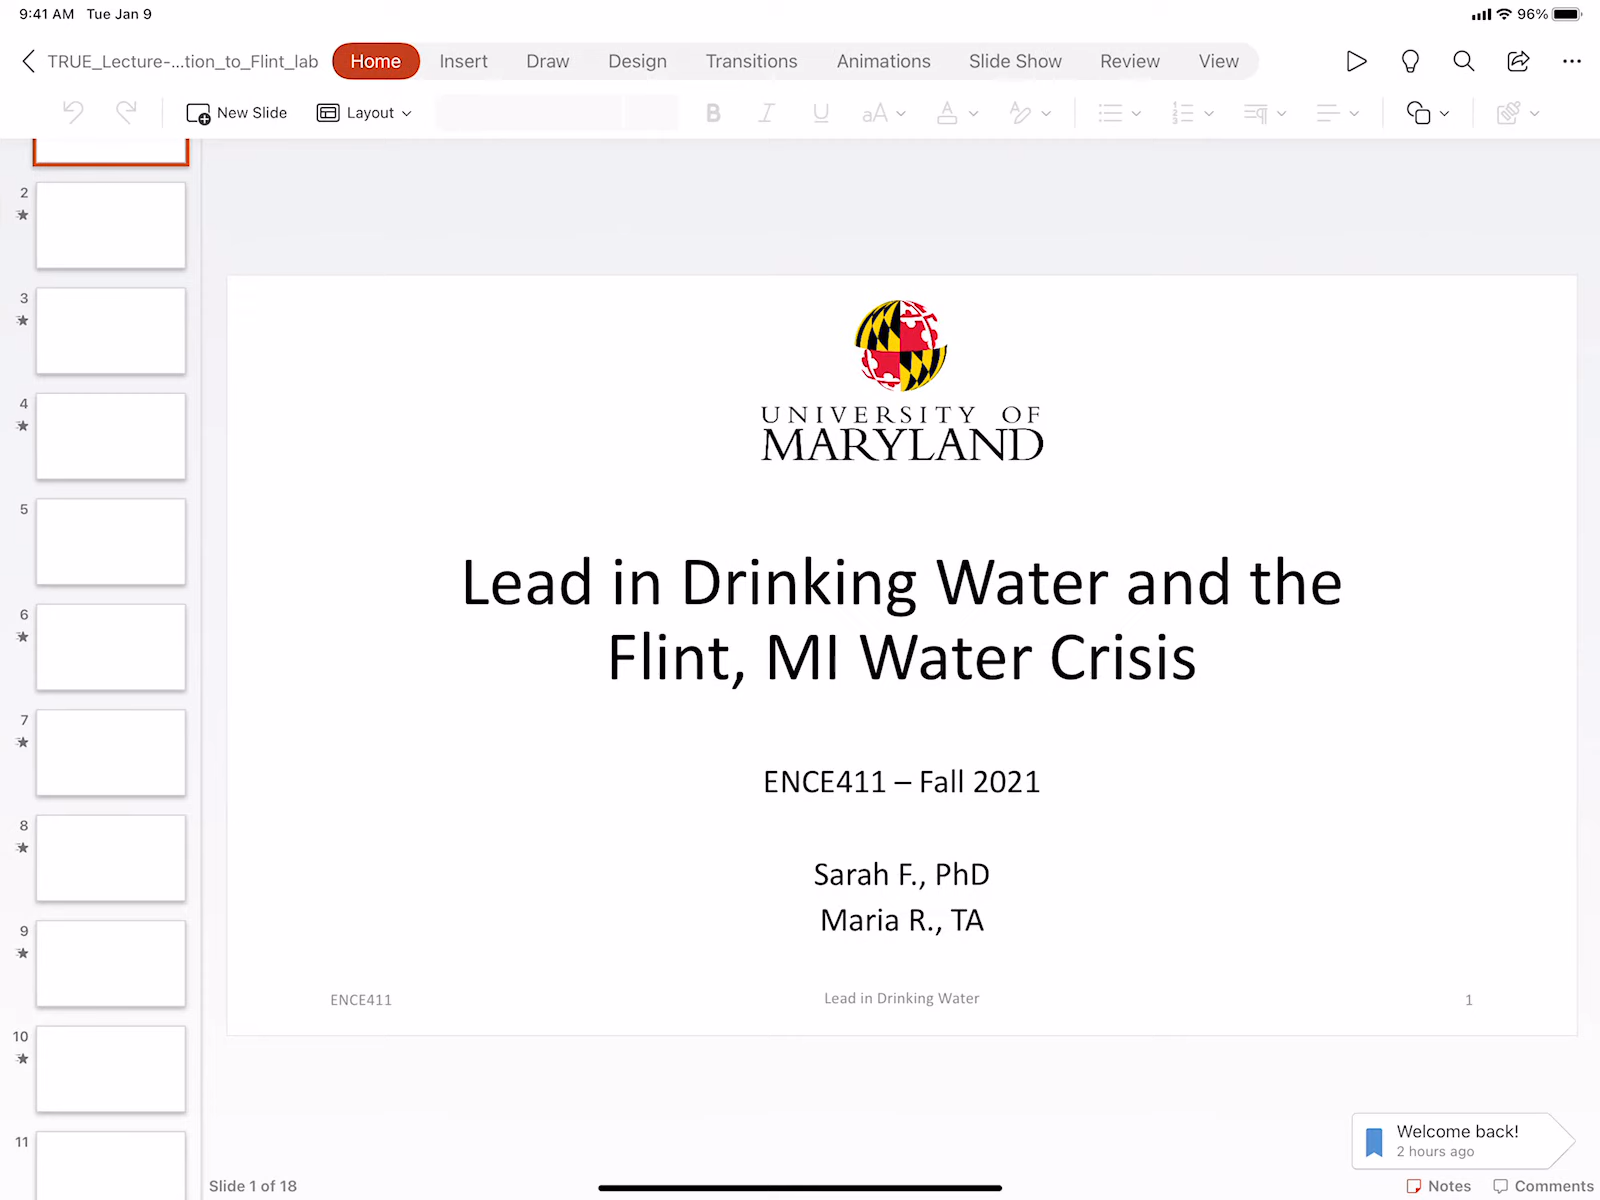 9:41 AM Tue Jan 9
96%
TRUE_Lecture-...tion_to_Flint_lab
Home
Insert
Draw
Design
Transitions
Animations
Slide Show
Review
View
New Slide
Layout
B
I
U
aA
A
2
3
4
5
6
7
8
9
10
11
UNIVERSITY OF
MARYLAND
Lead in Drinking Water and the
Flint, MI Water Crisis
ENCE411 – Fall 2021
Sarah F., PhD
Maria R., TA
ENCE411
Lead in Drinking Water
1
Welcome back!
2 hours ago
Slide 1 of 18
Notes
Comments